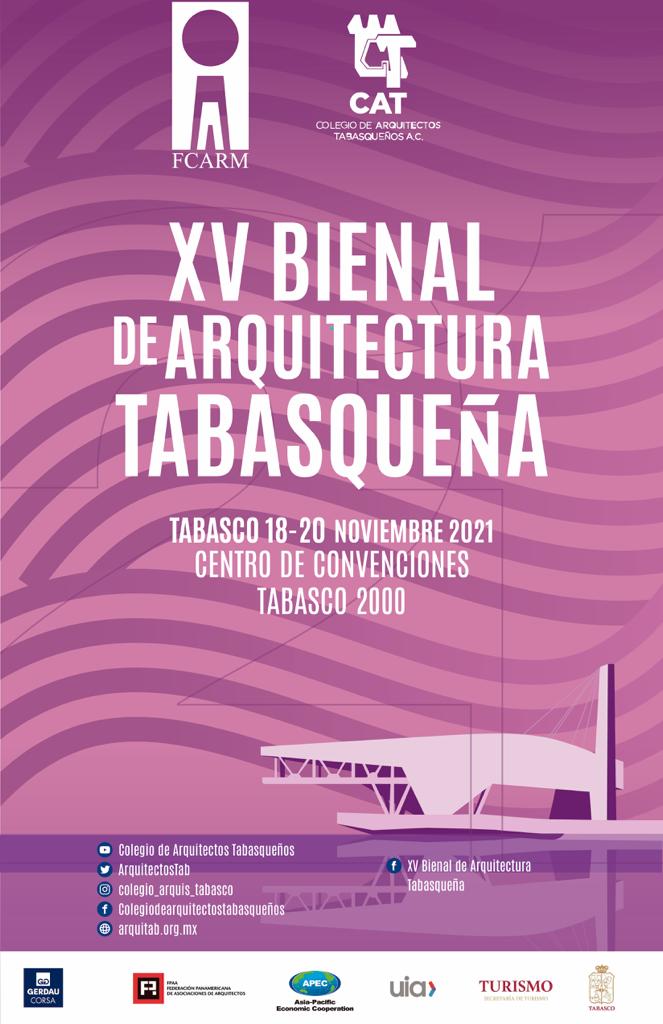 FCARM
CAT
COLEGIO DE ARQUITECTOS
TABASQUEÑOS A.C.
XV BIENAL
DE ARQUITECTURA
TABASQUEÑA
TABASCO 18-20 NOVIEMBRE 2021
CENTRO DE CONVENCIONES
TABASCO 2000
Colegio de Arquitectos Tabasqueños
ArquitectosTab
colegio_arquis_tabasco
Colegiodearquitectostabasqueños
arquitab.org.mx
XV Bienal de Arquitectura
Tabasqueña
GD
GERDAU
CORSA
FPAA
FEDERACIÓN PANAMERICANA
DE ASOCIACIONES DE ARQUITECTOS
APEC
Asia-Pacific
Economic Cooperation
uia
TURISMO
SECRETARÍA DE TURISMO
TABASCO